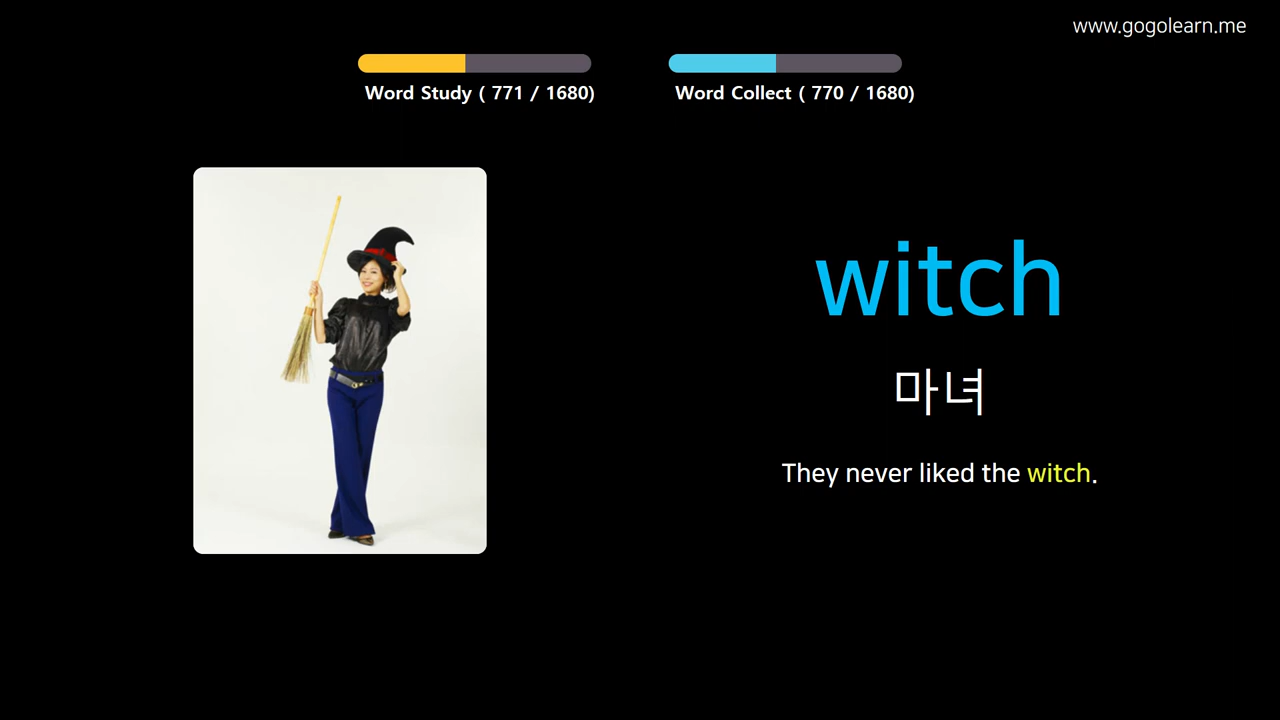 www.gogolearn.me
Word Study ( 771 / 1680)
Word Collect ( 770 / 1680)
witch
마녀
They never liked the witch.